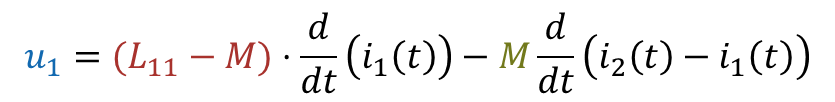 u₁ = (L₁₁ − M) · d/dt (i₁(t)) − M d/dt (i₂(t) − i₁(t))